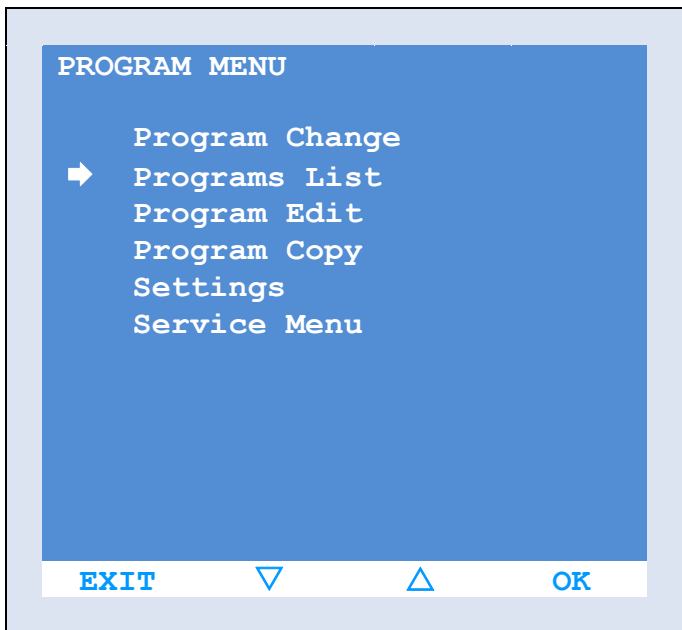 PROGRAM MENU
Program Change
Programs List
Program Edit
Program Copy
Settings
Service Menu
EXIT ▽ △ OK